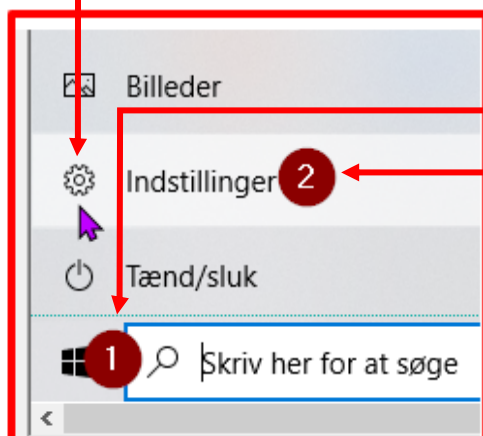 Billeder
Indstillinger 2
Tænd/sluk
1 Skriv her for at søge